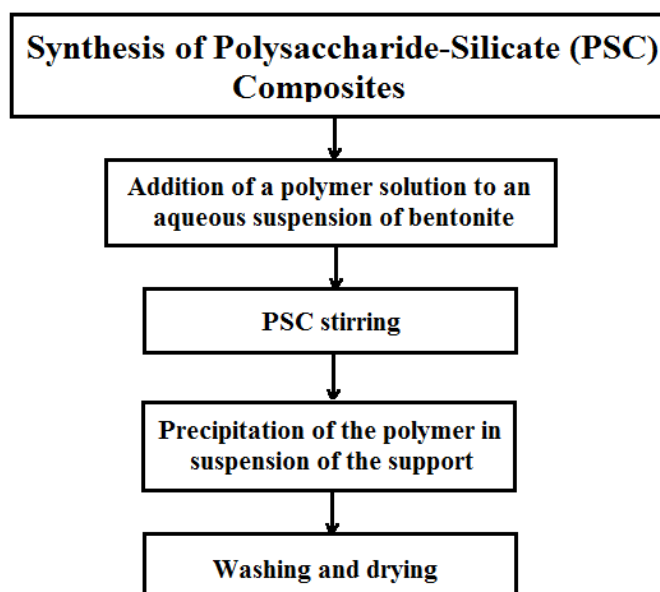 Synthesis of Polysaccharide-Silicate (PSC)
Composites
Addition of a polymer solution to an
aqueous suspension of bentonite
PSC stirring
Precipitation of the polymer in
suspension of the support
Washing and drying